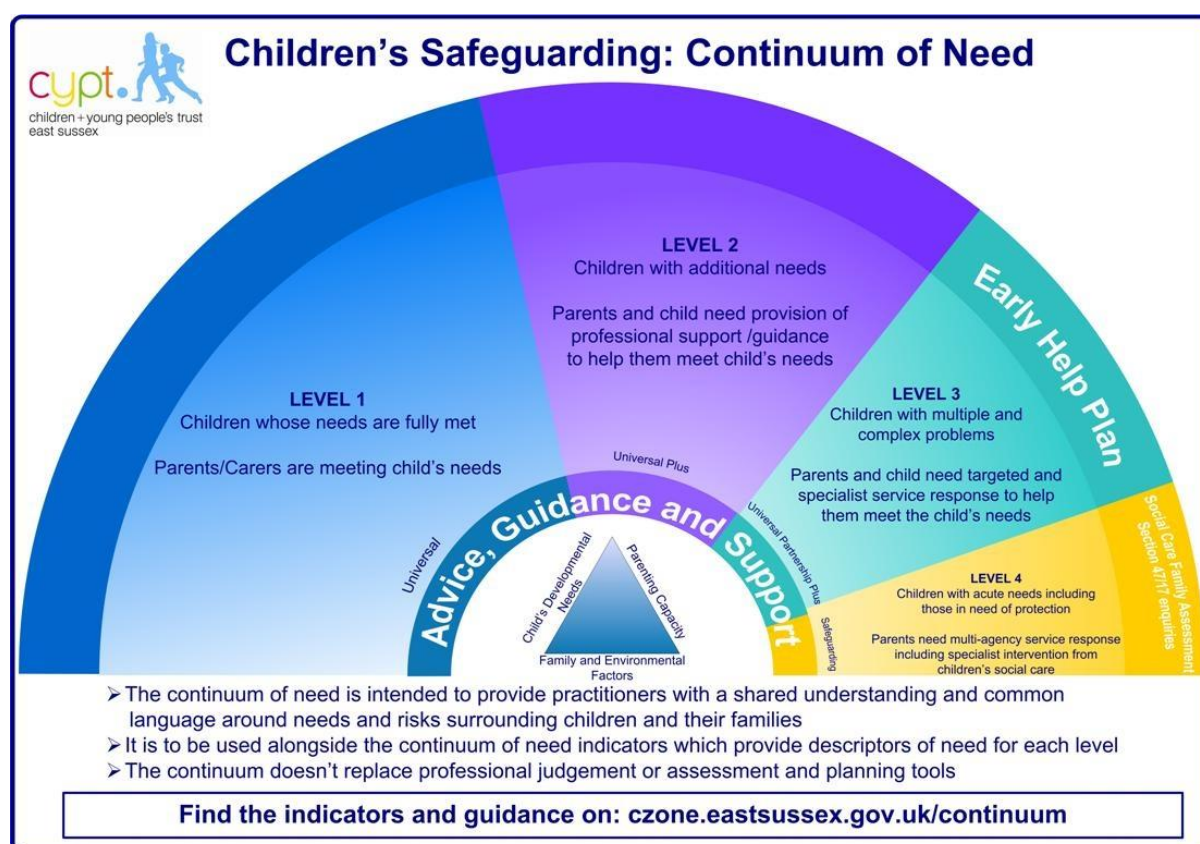 cypt.
children + young people's trust
east sussex
Children's Safeguarding: Continuum of Need
LEVEL 1
Children whose needs are fully met
Parents/Carers are meeting child's needs
LEVEL 2
Children with additional needs
Parents and child need provision of
professional support /guidance
to help them meet child's needs
LEVEL 3
Children with multiple and
complex problems
Parents and child need targeted and
specialist service response to help
them meet the child's needs
LEVEL 4
Children with acute needs including
those in need of protection
Parents need multi-agency service response
including specialist intervention from
children's social care
Early Help Plan
Social Care Family Assessment
Section 47/17 enquiries
Universal
Universal Plus
Universal Partnership Plus
Safeguarding
Advice, Guidance and Support
Child's Developmental
Needs
Parenting Capacity
Family and Environmental
Factors
➢ The continuum of need is intended to provide practitioners with a shared understanding and common
language around needs and risks surrounding children and their families
➢ It is to be used alongside the continuum of need indicators which provide descriptors of need for each level
➢ The continuum doesn't replace professional judgement or assessment and planning tools
Find the indicators and guidance on: czone.eastsussex.gov.uk/continuum